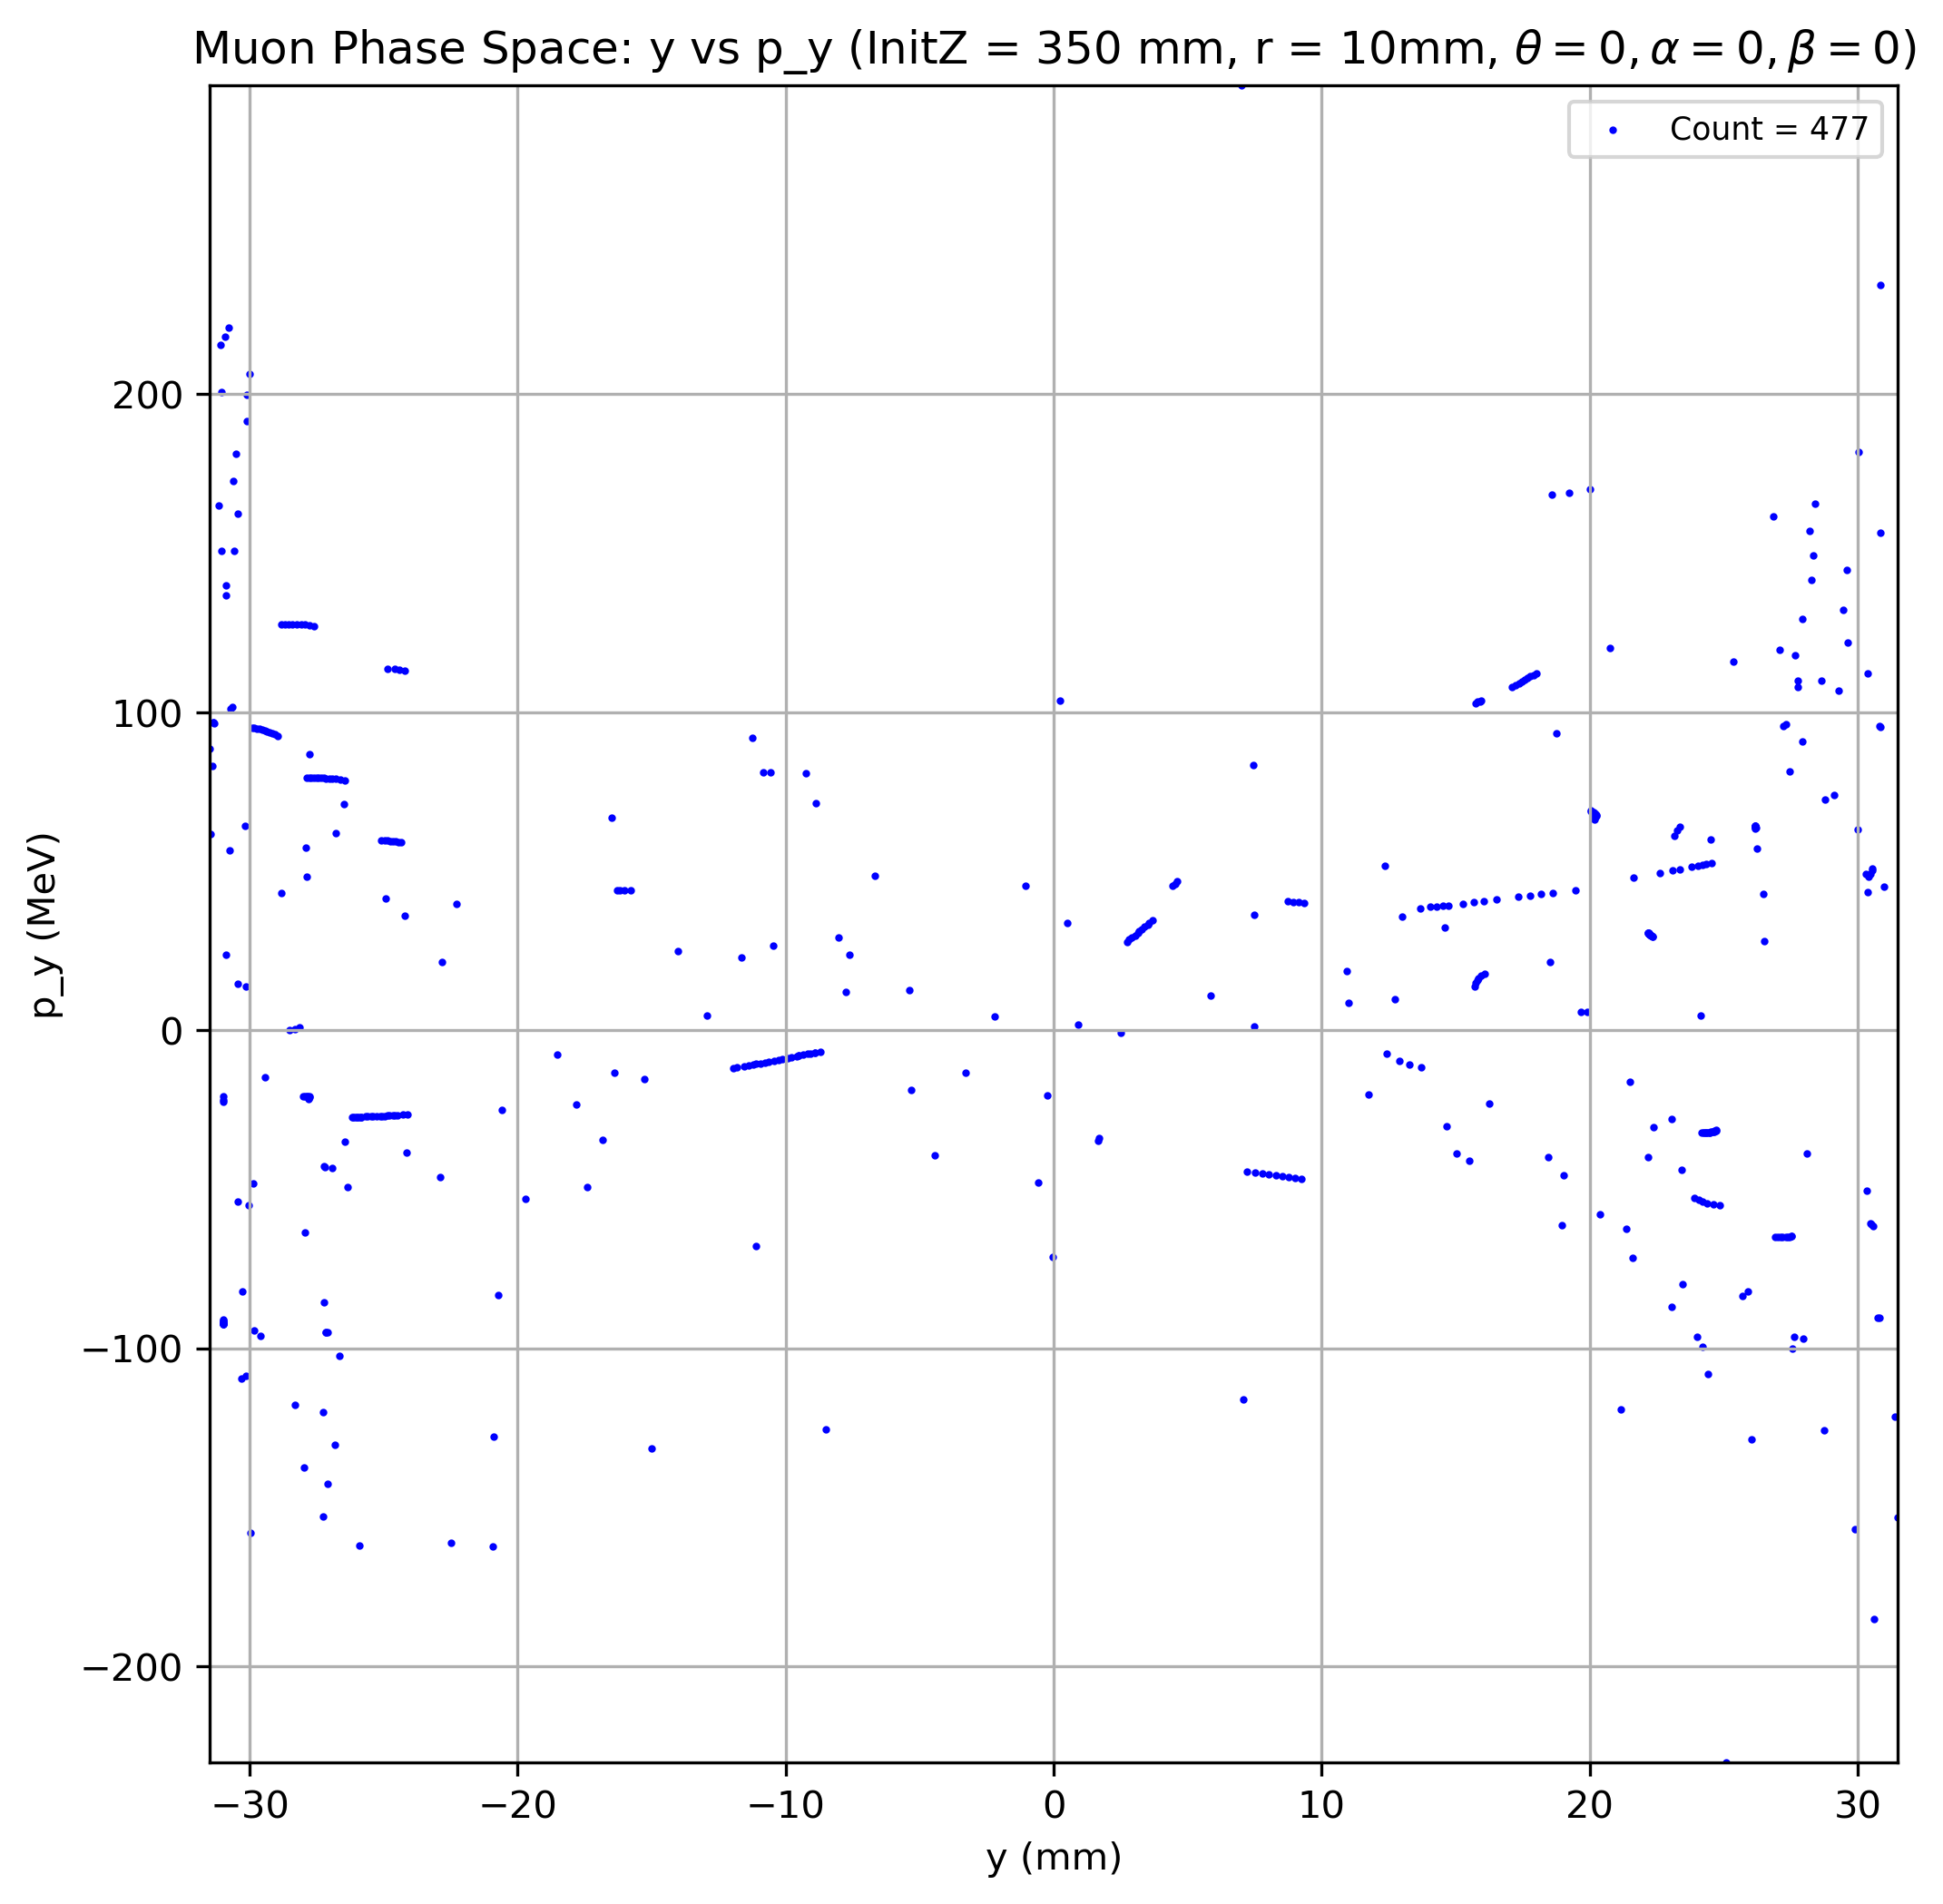 Muon Phase Space: y vs p_y (InitZ = 350 mm, r = 10mm, θ = 0, α = 0, β = 0)
Count = 477
200
100
0
−100
−200
p_y (MeV)
−30 −20 −10 0 10 20 30
y (mm)